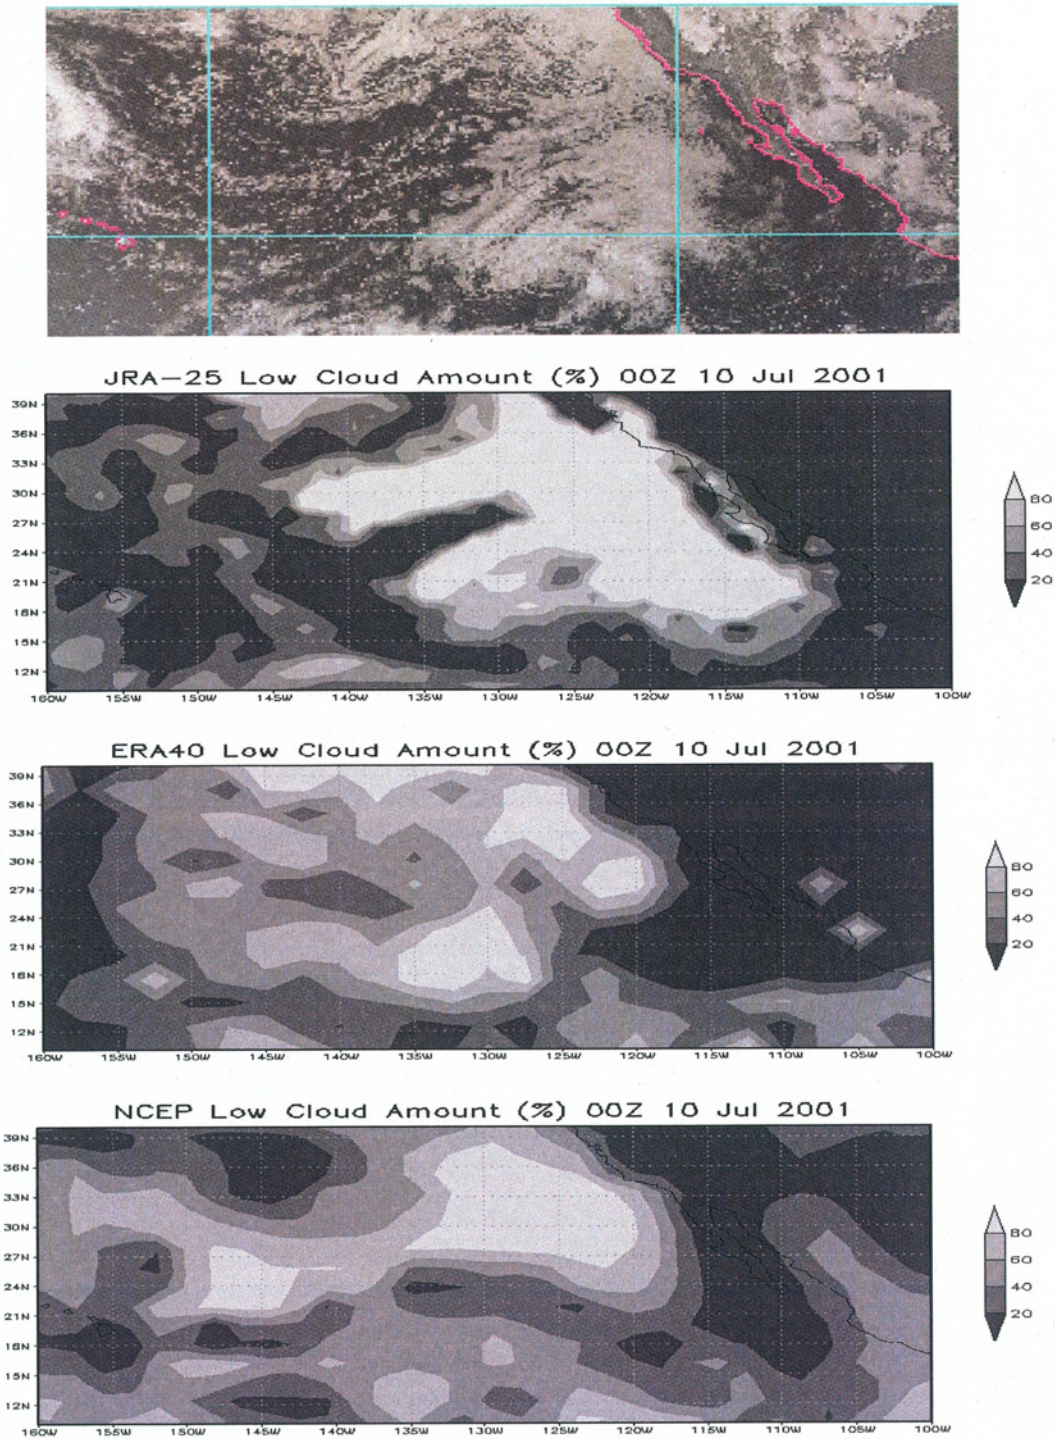 JRA-25 Low Cloud Amount (%) 00Z 10 Jul 2001
39N
36N
33N
30N
27N
24N
21N
18N
15N
12N
160W 155W 150W 145W 140W 135W 130W 125W 120W 115W 110W 105W 100W
80
60
40
20
ERA40 Low Cloud Amount (%) 00Z 10 Jul 2001
39N
36N
33N
30N
27N
24N
21N
18N
15N
12N
160W 155W 150W 145W 140W 135W 130W 125W 120W 115W 110W 105W 100W
80
60
40
20
NCEP Low Cloud Amount (%) 00Z 10 Jul 2001
39N
36N
33N
30N
27N
24N
21N
18N
15N
12N
160W 155W 150W 145W 140W 135W 130W 125W 120W 115W 110W 105W 100W
80
60
40
20